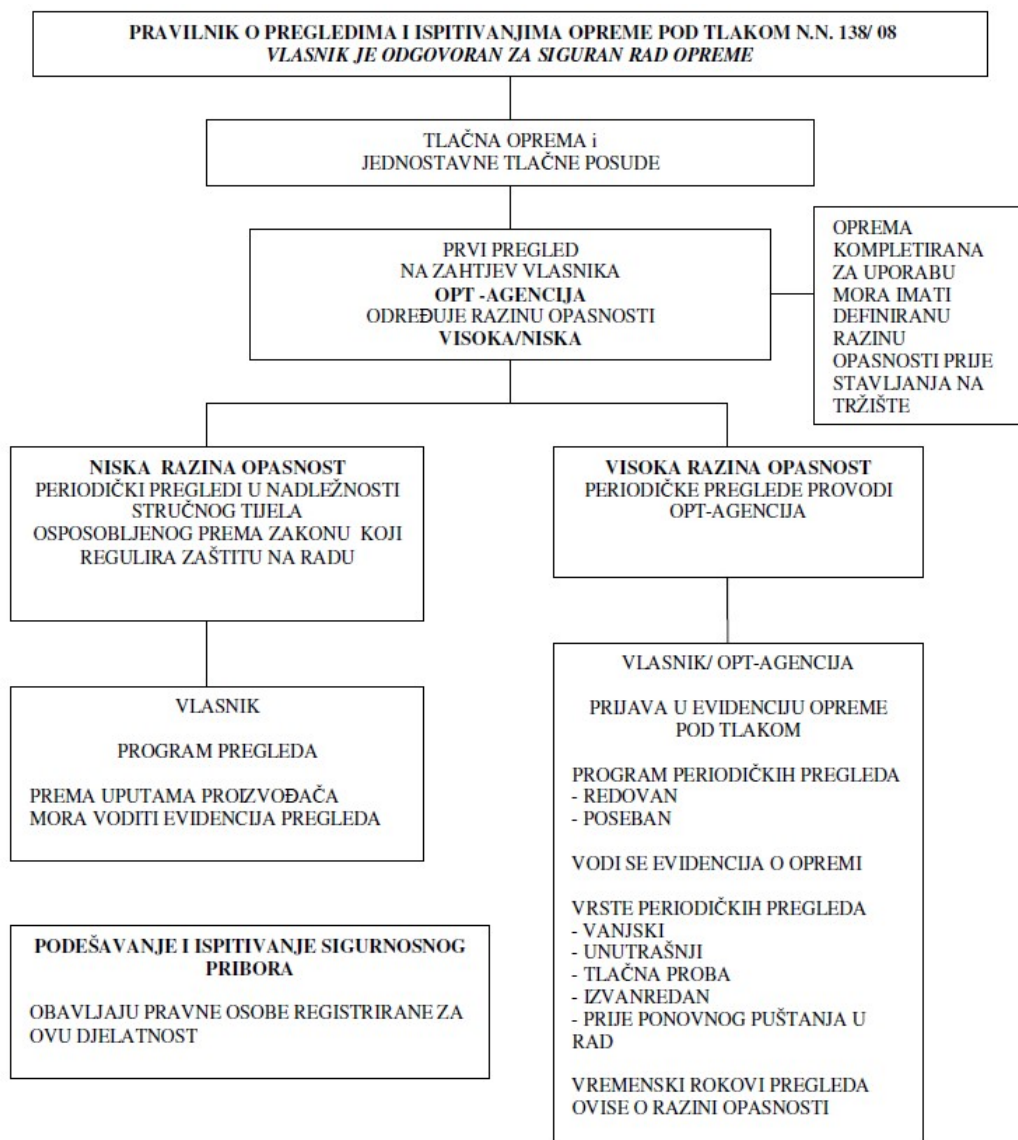 PRAVILNIK O PREGLEDIMA I ISPITIVANJIMA OPREME POD TLAKOM N.N. 138/ 08
VLASNIK JE ODGOVORAN ZA SIGURAN RAD OPREME
TLAČNA OPREMA i
JEDNOSTAVNE TLAČNE POSUDE
PRVI PREGLED
NA ZAHTJEV VLASNIKA
OPT -AGENCIJA
ODREĐUJE RAZINU OPASNOSTI
VISOKA/NISKA
OPREMA
KOMPLETIRANA
ZA UPORABU
MORA IMATI
DEFINIRANU
RAZINU
OPASNOSTI PRIJE
STAVLJANJA NA
TRŽIŠTE
NISKA RAZINA OPASNOST
PERIODIČKI PREGLEDI U NADLEŽNOSTI
STRUČNOG TIJELA
OSPOSOBLJENOG PREMA ZAKONU KOJI
REGULIRA ZAŠTITU NA RADU
VISOKA RAZINA OPASNOST
PERIODIČKE PREGLEDE PROVODI
OPT-AGENCIJA
VLASNIK
PROGRAM PREGLEDA
PREMA UPUTAMA PROIZVOĐAČA
MORA VODITI EVIDENCIJA PREGLEDA
VLASNIK/ OPT-AGENCIJA
PRIJAVA U EVIDENCIJU OPREME
POD TLAKOM
PROGRAM PERIODIČKIH PREGLEDA
- REDOVAN
- POSEBAN
VODI SE EVIDENCIJA O OPREMI
VRSTE PERIODIČKIH PREGLEDA
- VANJSKI
- UNUTRAŠNJI
- TLAČNA PROBA
- IZVANREDAN
- PRIJE PONOVNOG PUŠTANJA U
RAD
VREMENSKI ROKOVI PREGLEDA
OVISE O RAZINI OPASNOSTI
PODEŠAVANJE I ISPITIVANJE SIGURNOSNOG
PRIBORA
OBAVLJAJU PRAVNE OSOBE REGISTRIRANE ZA
OVU DJELATNOST